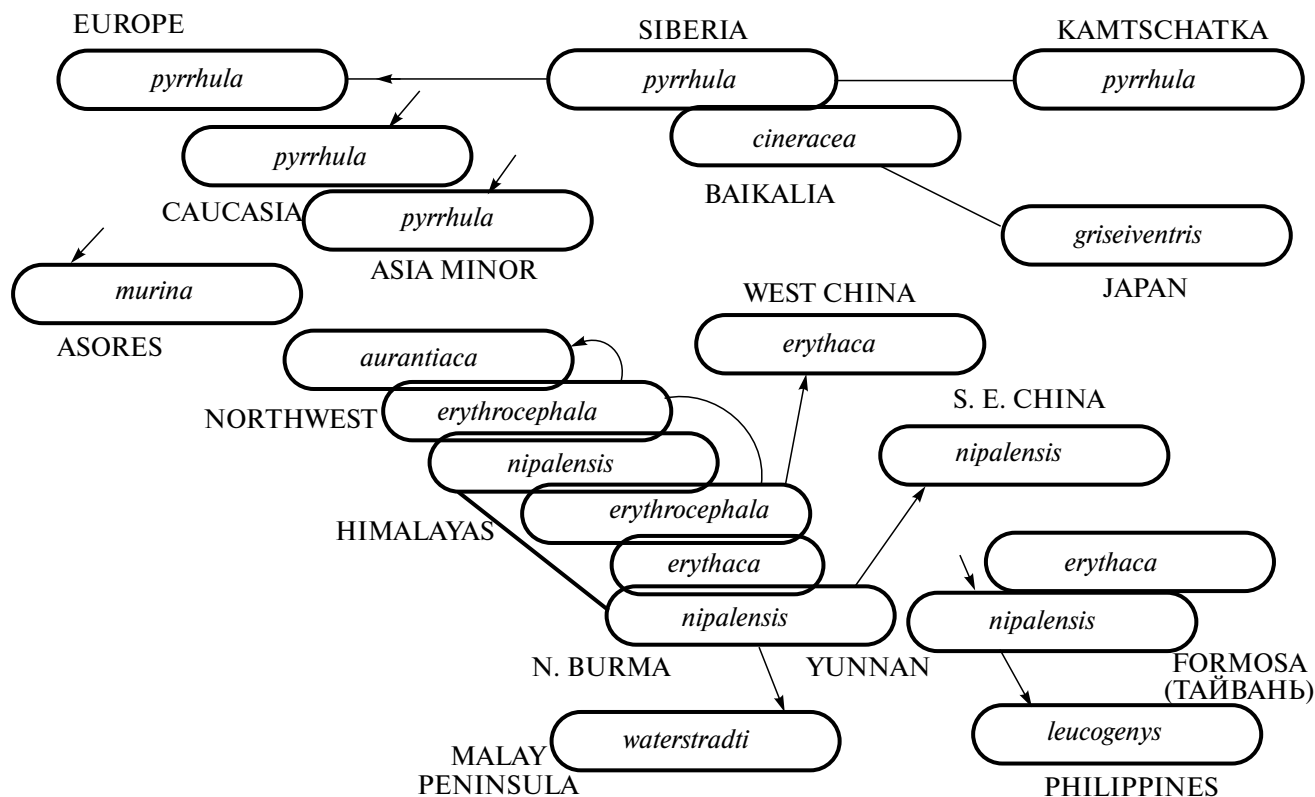 EUROPE
SIBERIA
KAMTSCHATKA
pyrrhula
pyrrhula
pyrrhula
cineracea
pyrrhula
BAIKALIA
CAUCASIA
pyrrhula
griseiventris
ASIA MINOR
JAPAN
murina
ASORES
WEST CHINA
aurantiaca
erythaca
NORTHWEST
erythrocephala
S. E. CHINA
nipalensis
nipalensis
HIMALAYAS
erythrocephala
erythaca
erythaca
nipalensis
nipalensis
N. BURMA
YUNNAN
FORMOSA
(ТАЙВАНЬ)
waterstradti
leucogenys
MALAY
PENINSULA
PHILIPPINES